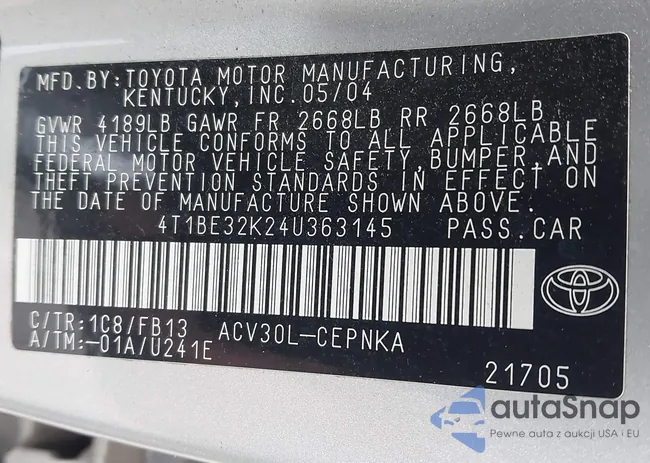 MFD.BY:TOYOTA MOTOR MANUFACTURING,
KENTUCKY,INC.05/04
GVWR 4189LB GAWR FR 2668LB RR 2668LB
THIS VEHICLE CONFORMS TO ALL APPLICABLE
FEDERAL MOTOR VEHICLE SAFETY,BUMPER,AND
THEFT PREVENTION STANDARDS IN EFFECT ON
THE DATE OF MANUFACTURE SHOWN ABOVE.
4T1BE32K24U363145 PASS.CAR
C/TR:1C8/FB13 ACV30L-CEPNKA
A/TM:-01A/U241E
21705
autaSnap
Pewne auta z aukcji USA i EU